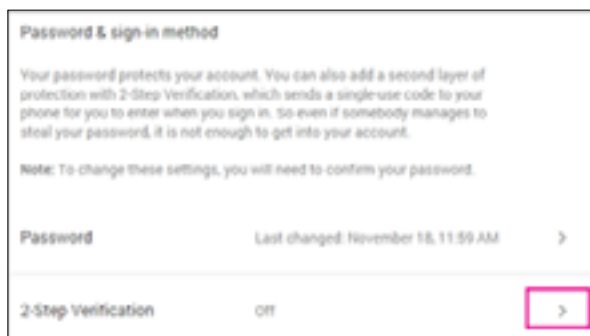 Password & sign-in method
Your password protects your account. You can also add a second layer of
protection with 2-Step Verification, which sends a single-use code to your
phone for you to enter when you sign in. So even if somebody manages to
steal your password, it is not enough to get into your account.
Note: To change these settings, you will need to confirm your password.
Password Last changed: November 18, 11:59 AM >
2-Step Verification Off >